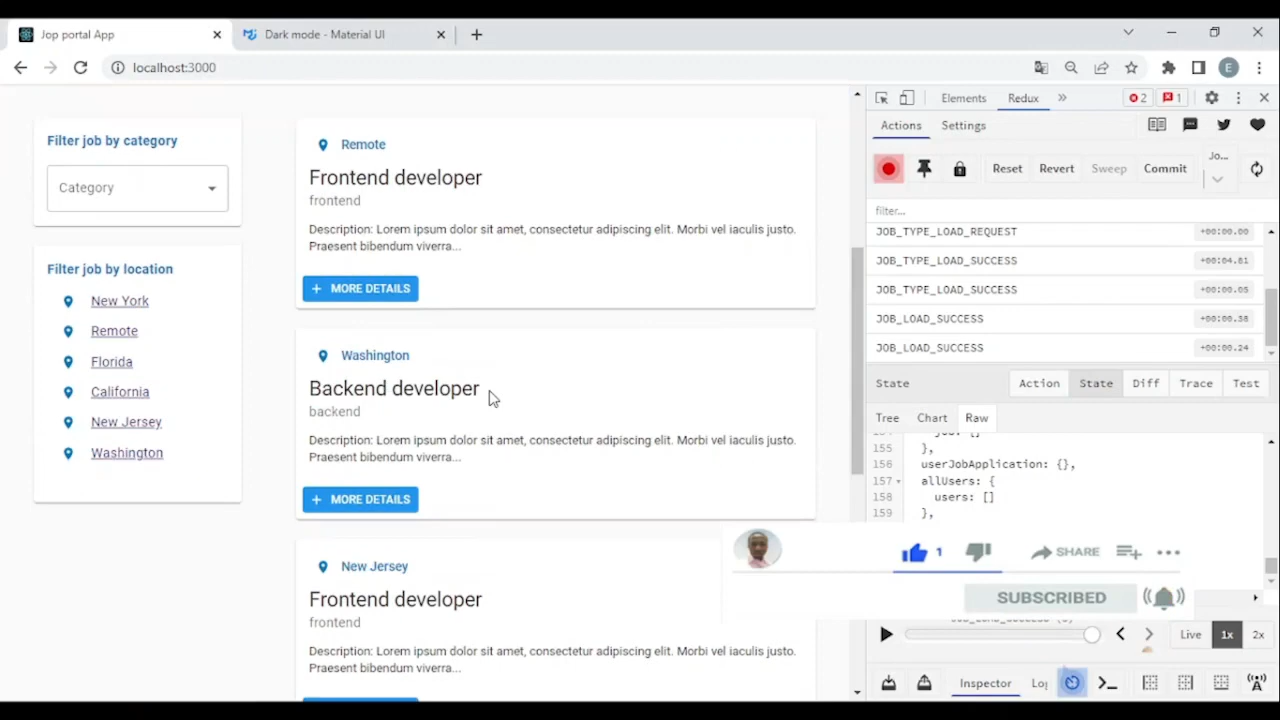 Jop portal App
Dark mode - Material UI
localhost:3000
E
Filter job by category
Category
Filter job by location
New York
Remote
Florida
California
New Jersey
Washington
Remote
Frontend developer
frontend
Description: Lorem ipsum dolor sit amet, consectetur adipiscing elit. Morbi vel iaculis justo.
Praesent bibendum viverra...
+ MORE DETAILS
Washington
Backend developer
backend
Description: Lorem ipsum dolor sit amet, consectetur adipiscing elit. Morbi vel iaculis justo.
Praesent bibendum viverra...
+ MORE DETAILS
New Jersey
Frontend developer
frontend
Description: Lorem ipsum dolor sit amet, consectetur adipiscing elit. Morbi vel iaculis justo.
Praesent bibendum viverra...
Elements Redux » 2 1
Actions Settings
Reset Revert Sweep Commit Jo...
filter...
JOB_TYPE_LOAD_REQUEST +00:00.00
JOB_TYPE_LOAD_SUCCESS +00:04.81
JOB_TYPE_LOAD_SUCCESS +00:00.05
JOB_LOAD_SUCCESS +00:00.38
JOB_LOAD_SUCCESS +00:00.24
State Action State Diff Trace Test
Tree Chart Raw
155 },
156 userJobApplication: {},
157 allUsers: {
158 users: []
159 },
1 SHARE
SUBSCRIBED
Live 1x 2x
Inspector